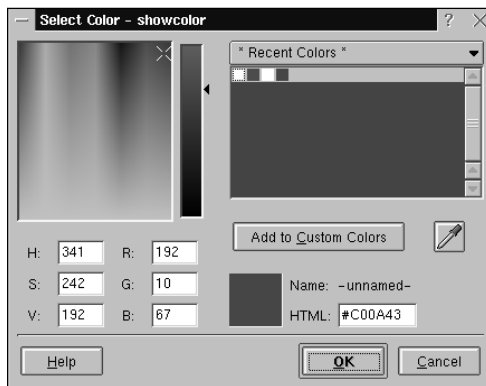 Select Color - showcolor
* Recent Colors *
Add to Custom Colors
H: 341 R: 192
S: 242 G: 10
V: 192 B: 67
Name: -unnamed-
HTML: #C00A43
Help OK Cancel